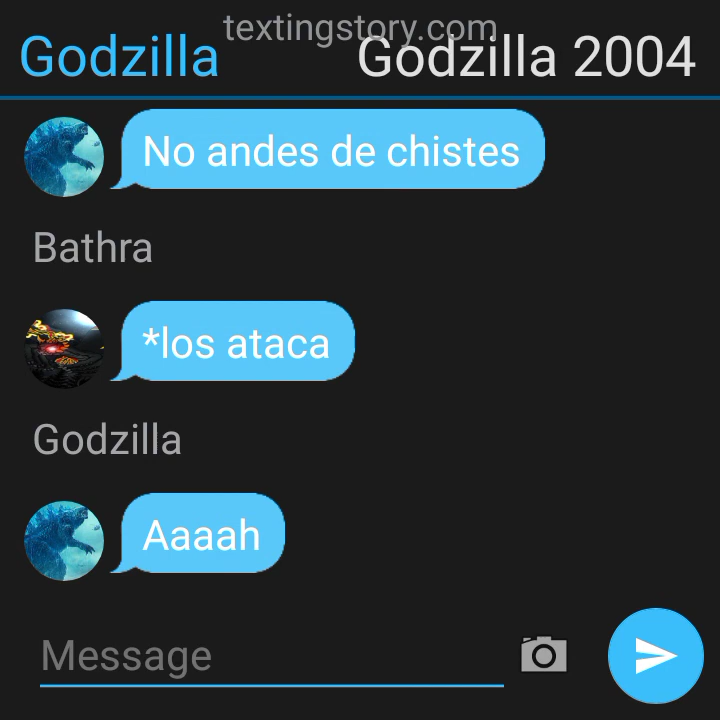 textingstory.com
Godzilla Godzilla 2004
No andes de chistes
Bathra
*los ataca
Godzilla
Aaaah
Message